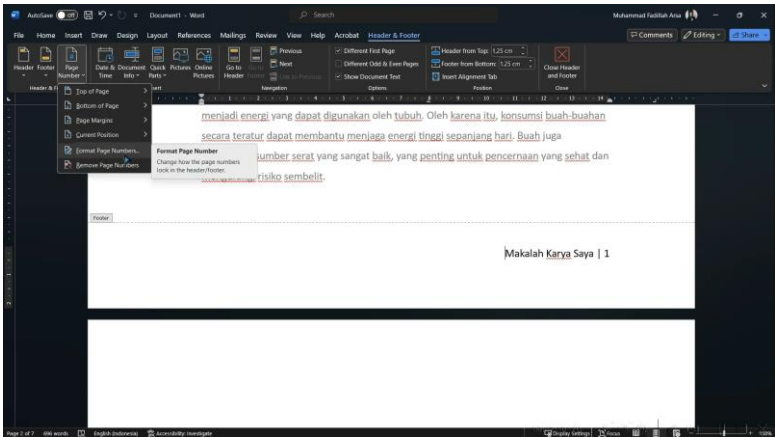 AutoSave Off Document1 - Word Search Muhammad Fadillah Arsa
File Home Insert Draw Design Layout References Mailings Review View Help Acrobat Header & Footer Comments Editing Share
Header Footer Page Number Date & Time Document Info Quick Parts Pictures Online Pictures Go to Header Go to Footer Previous Next Link to Previous
Different First Page Different Odd & Even Pages Show Document Text
Header from Top: 1,25 cm
Footer from Bottom: 1,25 cm
Insert Alignment Tab
Close Header and Footer
Header & F Navigation Options Position Close
Top of Page
Bottom of Page
Page Margins
Current Position
Format Page Numbers...
Remove Page Numbers
Format Page Number
Change how the page numbers
look in the header/footer.
menjadi energi yang dapat digunakan oleh tubuh. Oleh karena itu, konsumsi buah-buahan
secara teratur dapat membantu menjaga energi tinggi sepanjang hari. Buah juga
sumber serat yang sangat baik, yang penting untuk pencernaan yang sehat dan
risiko sembelit.
Footer
Makalah Karya Saya | 1
Page 2 of 7 696 words English (Indonesia) Accessibility: Investigate Display Settings Focus